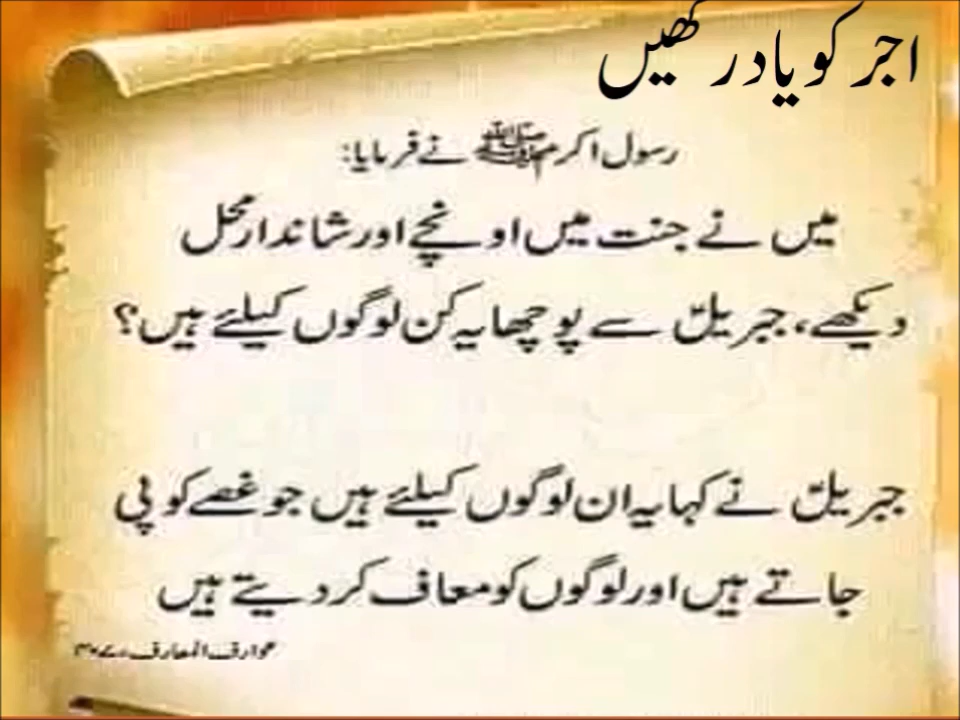 اجر کو یاد رکھیں
رسول اکرم ﷺ نے فرمایا:
میں نے جنت میں اونچے اور شاندار محل
دیکھے، جبریلؑ سے پوچھا یہ کن لوگوں کیلئے ہیں؟
جبریلؑ نے کہا یہ ان لوگوں کیلئے ہیں جو غصے کو پی
جاتے ہیں اور لوگوں کو معاف کر دیتے ہیں
عوارف المعارف